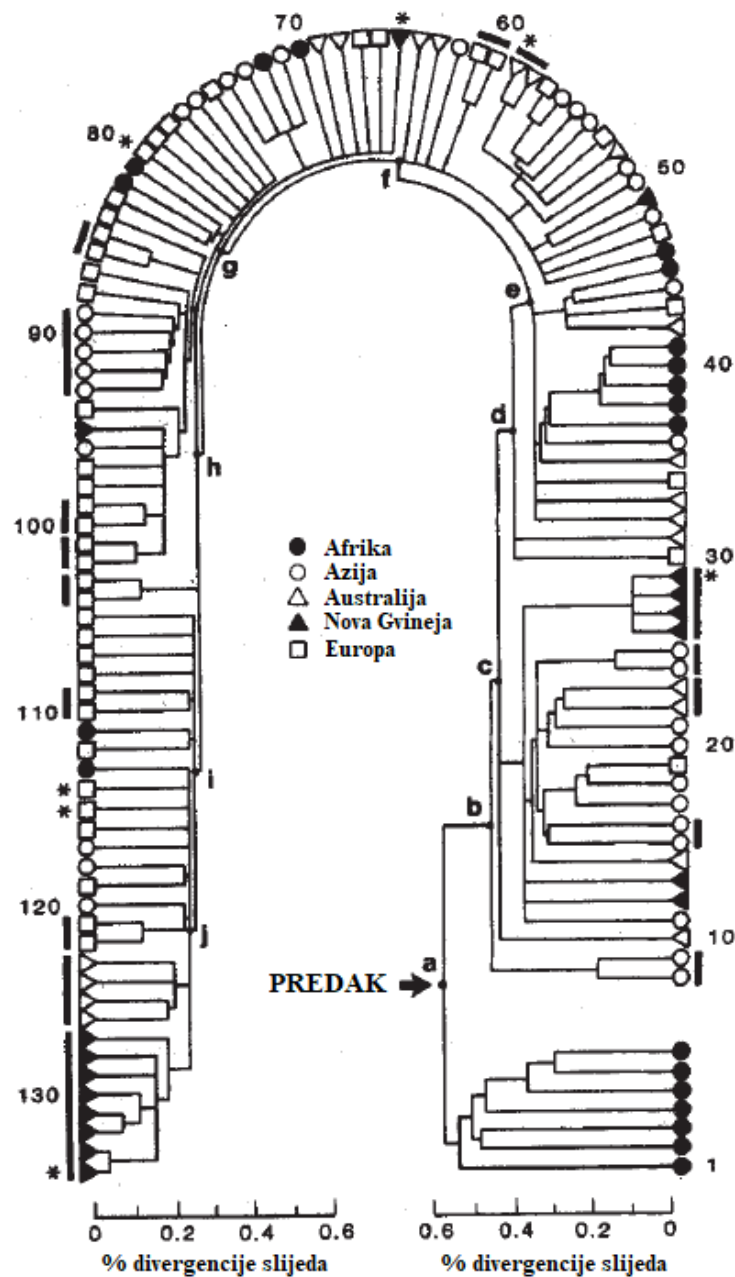 70
*
60
*
80
*
50
f
g
e
90
40
d
h
100
30
Afrika
Azija
Australija
Nova Gvineja
Europa
*
c
110
20
i
*
*
b
120
j
10
a
PREDAK
130
*
1
0 0.2 0.4 0.6
0.6 0.4 0.2 0
% divergencije slijeda
% divergencije slijeda